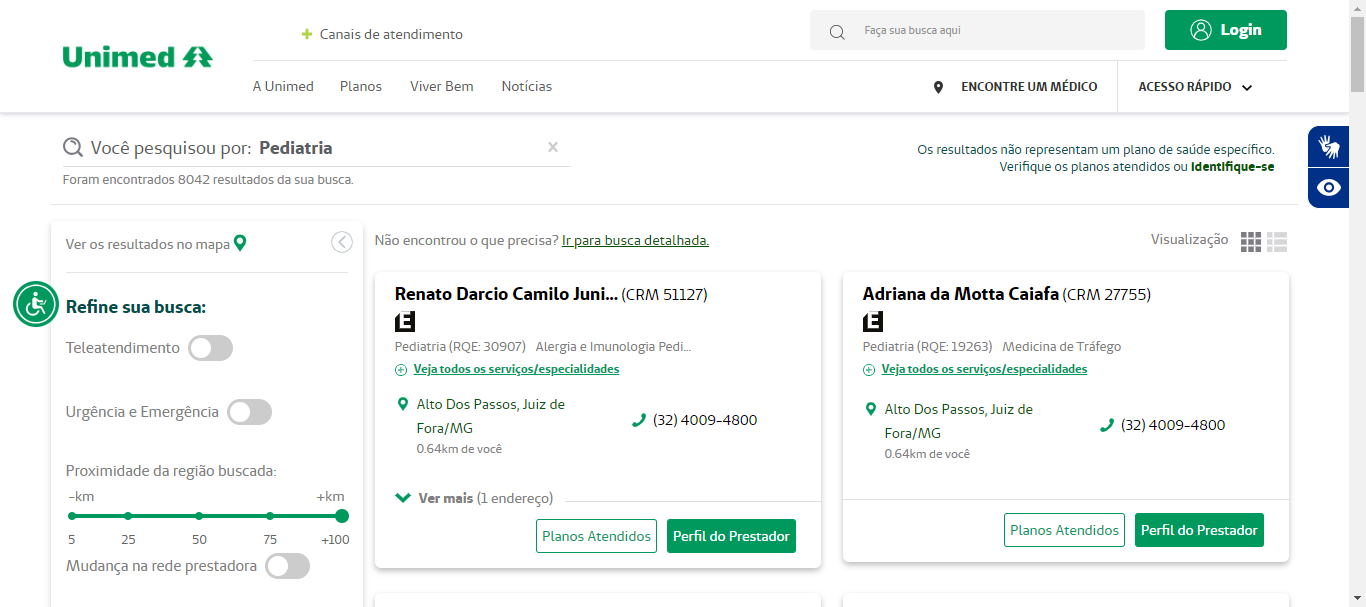 Unimed
Canais de atendimento
Faça sua busca aqui
Login
A Unimed Planos Viver Bem Notícias
ENCONTRE UM MÉDICO
ACESSO RÁPIDO
Você pesquisou por: Pediatria
Foram encontrados 8042 resultados da sua busca.
Os resultados não representam um plano de saúde específico.
Verifique os planos atendidos ou Identifique-se
Ver os resultados no mapa
Refine sua busca:
Teleatendimento
Urgência e Emergência
Proximidade da região buscada:
-km +km
5 25 50 75 +100
Mudança na rede prestadora
Não encontrou o que precisa? Ir para busca detalhada.
Visualização
Renato Darcio Camilo Juni... (CRM 51127)
E
Pediatria (RQE: 30907) Alergia e Imunologia Pedi...
Veja todos os serviços/especialidades
Alto Dos Passos, Juiz de
Fora/MG
0.64km de você
(32) 4009-4800
Ver mais (1 endereço)
Planos Atendidos
Perfil do Prestador
Adriana da Motta Caiafa (CRM 27755)
E
Pediatria (RQE: 19263) Medicina de Tráfego
Veja todos os serviços/especialidades
Alto Dos Passos, Juiz de
Fora/MG
0.64km de você
(32) 4009-4800
Planos Atendidos
Perfil do Prestador